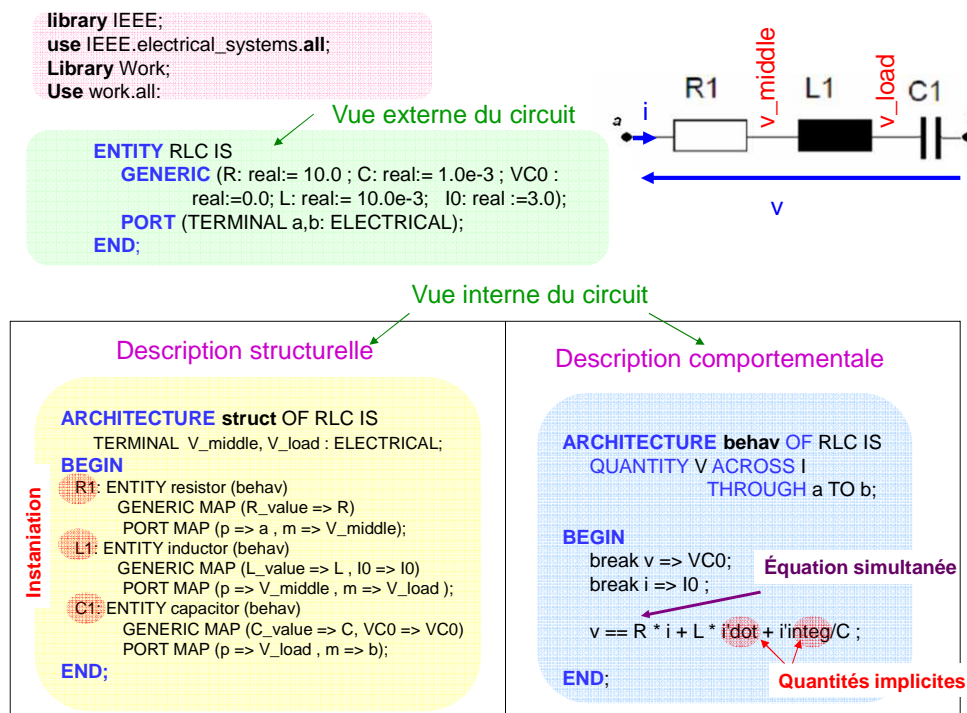 library IEEE;
use IEEE.electrical_systems.all;
Library Work;
Use work.all:
Vue externe du circuit
ENTITY RLC IS
GENERIC (R: real:= 10.0 ; C: real:= 1.0e-3 ; VC0 :
real:=0.0; L: real:= 10.0e-3; I0: real :=3.0);
PORT (TERMINAL a,b: ELECTRICAL);
END;
a
i
R1
v_middle
L1
v_load
C1
v
Vue interne du circuit
Description structurelle
ARCHITECTURE struct OF RLC IS
TERMINAL V_middle, V_load : ELECTRICAL;
BEGIN
R1: ENTITY resistor (behav)
GENERIC MAP (R_value => R)
PORT MAP (p => a , m => V_middle);
L1: ENTITY inductor (behav)
GENERIC MAP (L_value => L , I0 => I0)
PORT MAP (p => V_middle , m => V_load );
C1: ENTITY capacitor (behav)
GENERIC MAP (C_value => C, VC0 => VC0)
PORT MAP (p => V_load , m => b);
END;
Instaniation
Description comportementale
ARCHITECTURE behav OF RLC IS
QUANTITY V ACROSS I
THROUGH a TO b;
BEGIN
break v => VC0;
break i => I0 ;
Équation simultanée
v == R * i + L * i'dot + i'integ/C ;
END;
Quantités implicites